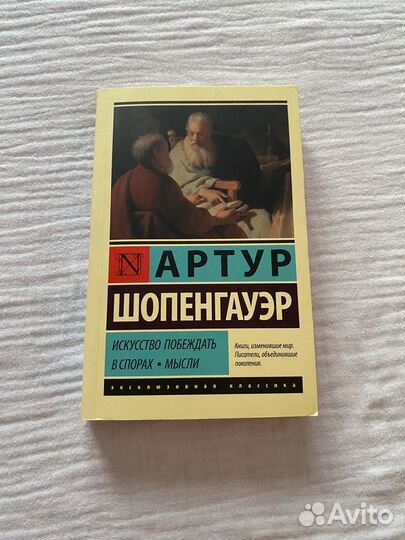 N АРТУР
ШОПЕНГАУЭР
ИСКУССТВО ПОБЕЖДАТЬ
В СПОРАХ • МЫСЛИ
Книги, изменившие мир.
Писатели, объединившие
поколения.
ЭКСКЛЮЗИВНАЯ КЛАССИКА
Avito